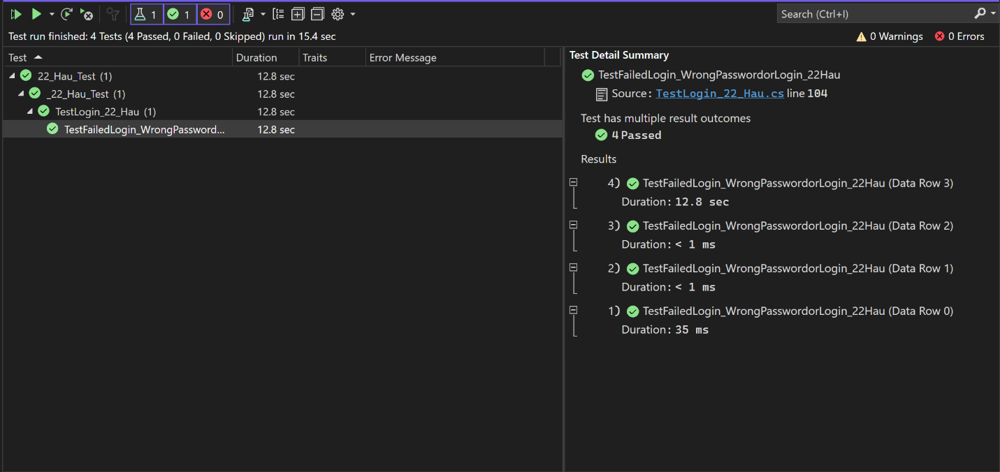 1 1 0 Search (Ctrl+I)
Test run finished: 4 Tests (4 Passed, 0 Failed, 0 Skipped) run in 15.4 sec
0 Warnings 0 Errors
Test Duration Traits Error Message
22_Hau_Test (1) 12.8 sec
_22_Hau_Test (1) 12.8 sec
TestLogin_22_Hau (1) 12.8 sec
TestFailedLogin_WrongPassword... 12.8 sec
Test Detail Summary
TestFailedLogin_WrongPasswordorLogin_22Hau
Source: TestLogin_22_Hau.cs line 104
Test has multiple result outcomes
4 Passed
Results
4) TestFailedLogin_WrongPasswordorLogin_22Hau (Data Row 3)
Duration: 12.8 sec
3) TestFailedLogin_WrongPasswordorLogin_22Hau (Data Row 2)
Duration: < 1 ms
2) TestFailedLogin_WrongPasswordorLogin_22Hau (Data Row 1)
Duration: < 1 ms
1) TestFailedLogin_WrongPasswordorLogin_22Hau (Data Row 0)
Duration: 35 ms